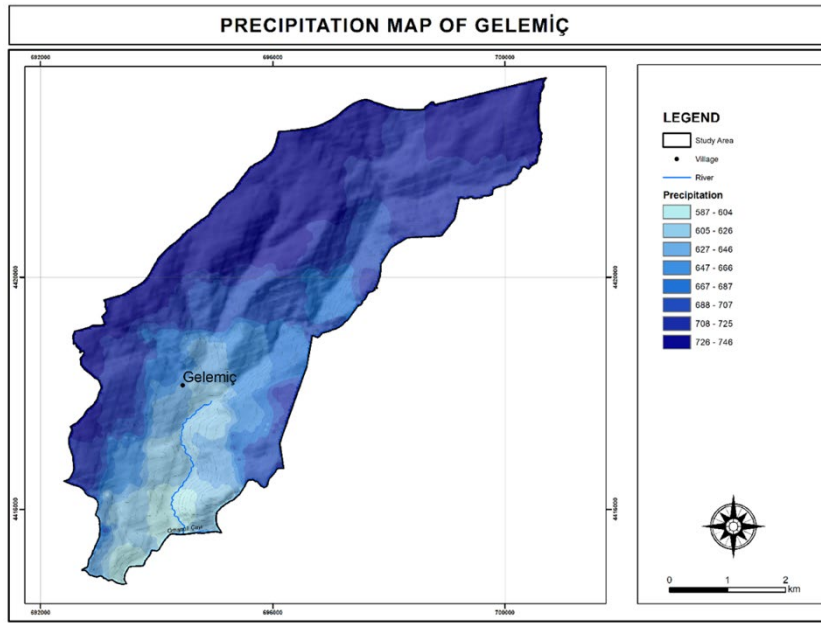 PRECIPITATION MAP OF GELEMİÇ
692000
696000
709000
4420000
4420000
4416000
4416000
Gelemiç
LEGEND
Study Area
Village
River
Precipitation
587 - 604
605 - 626
627 - 646
647 - 666
667 - 687
688 - 707
708 - 725
726 - 746
0 1 2
km
692000
696000
709000